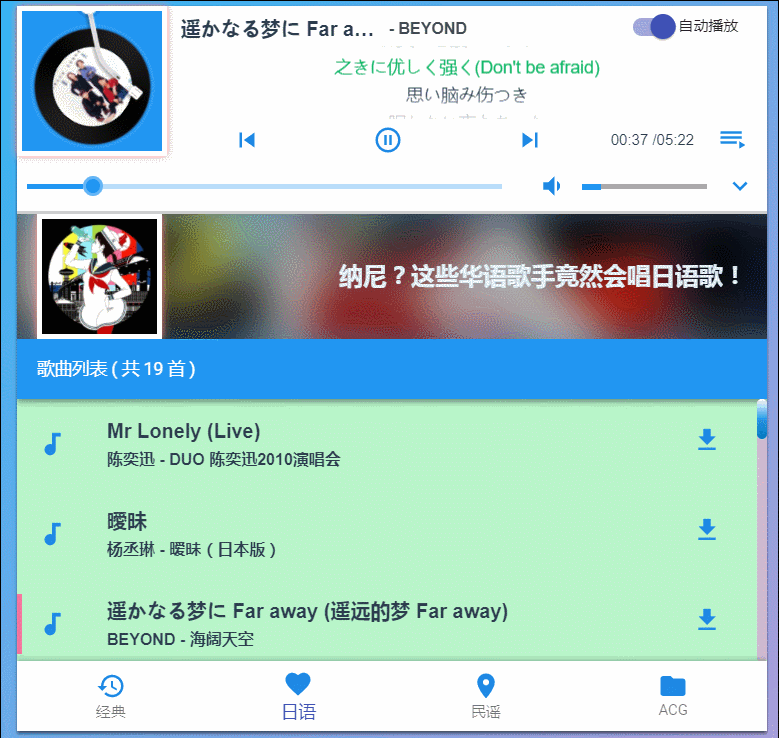 遥かなる梦に Far a... - BEYOND
自动播放
之きに优しく强く(Don't be afraid)
思い脑み伤つき
00:37 /05:22
纳尼？这些华语歌手竟然会唱日语歌！
歌曲列表 ( 共 19 首 )
Mr Lonely (Live)
陈奕迅 - DUO 陈奕迅2010演唱会
暧昧
杨丞琳 - 暧昧（日本版）
遥かなる梦に Far away (遥远的梦 Far away)
BEYOND - 海阔天空
经典
日语
民谣
ACG